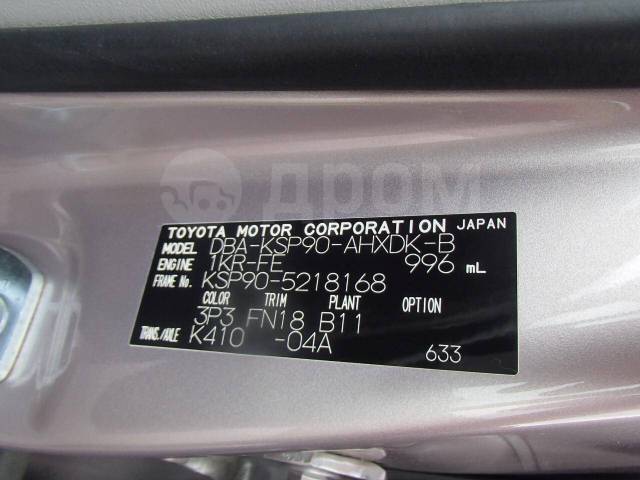 дром
TOYOTA MOTOR CORPORATION JAPAN
MODEL DBA-KSP90-AHXDK-B
ENGINE 1KR-FE 996 mL
FRAME No. KSP90-5218168
COLOR TRIM PLANT OPTION
3P3 FN18 B11
TRANS./AXLE K410 -04A 633